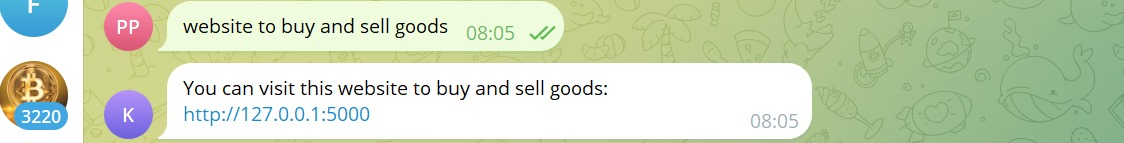 F
PP
website to buy and sell goods 08:05
3220
K
You can visit this website to buy and sell goods:
http://127.0.0.1:5000
08:05